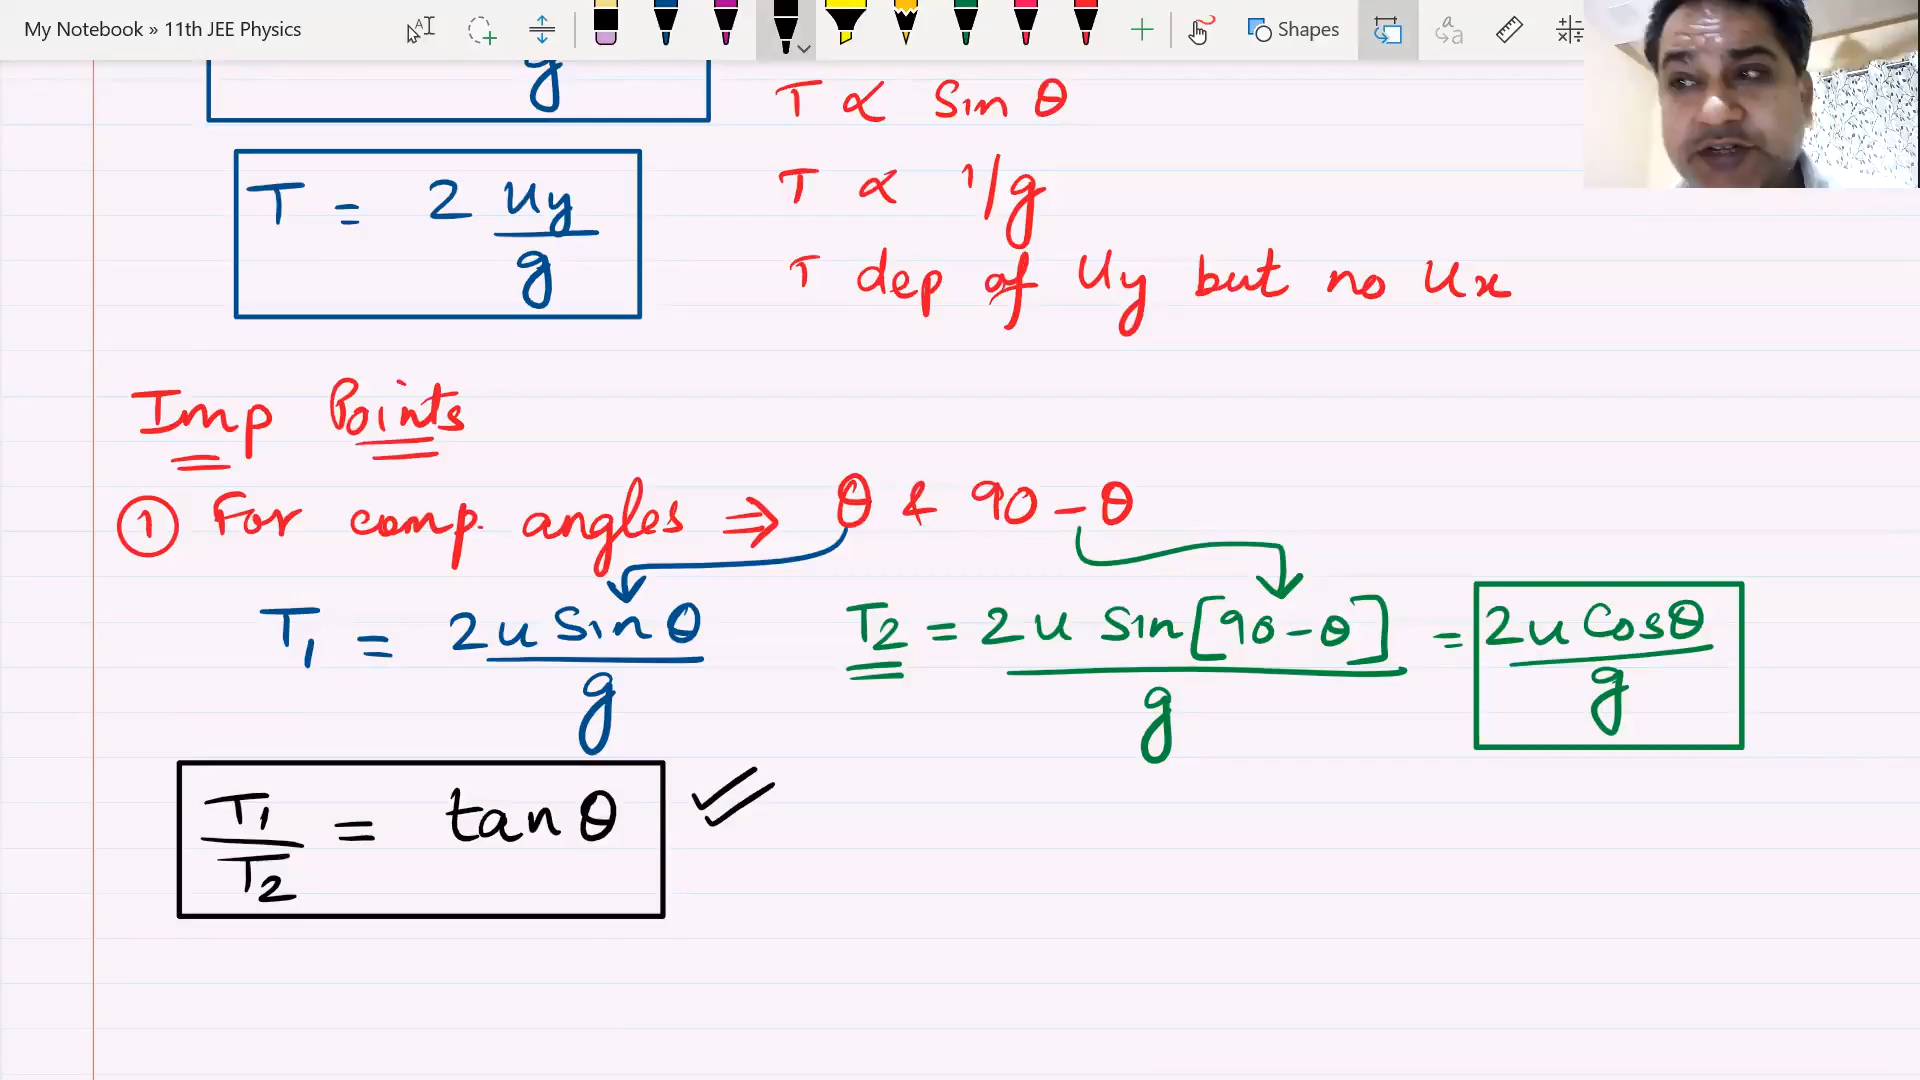 My Notebook » 11th JEE Physics
Shapes
g
T ∝ Sin θ
T = 2 uy/g
T ∝ 1/g
T dep of Uy but no Ux
Imp Points
① For comp. angles ⇒ θ & 90 - θ
T1 = 2u Sin θ/g
T2 = 2u Sin[90-θ]/g = 2u Cosθ/g
T1/T2 = tan θ